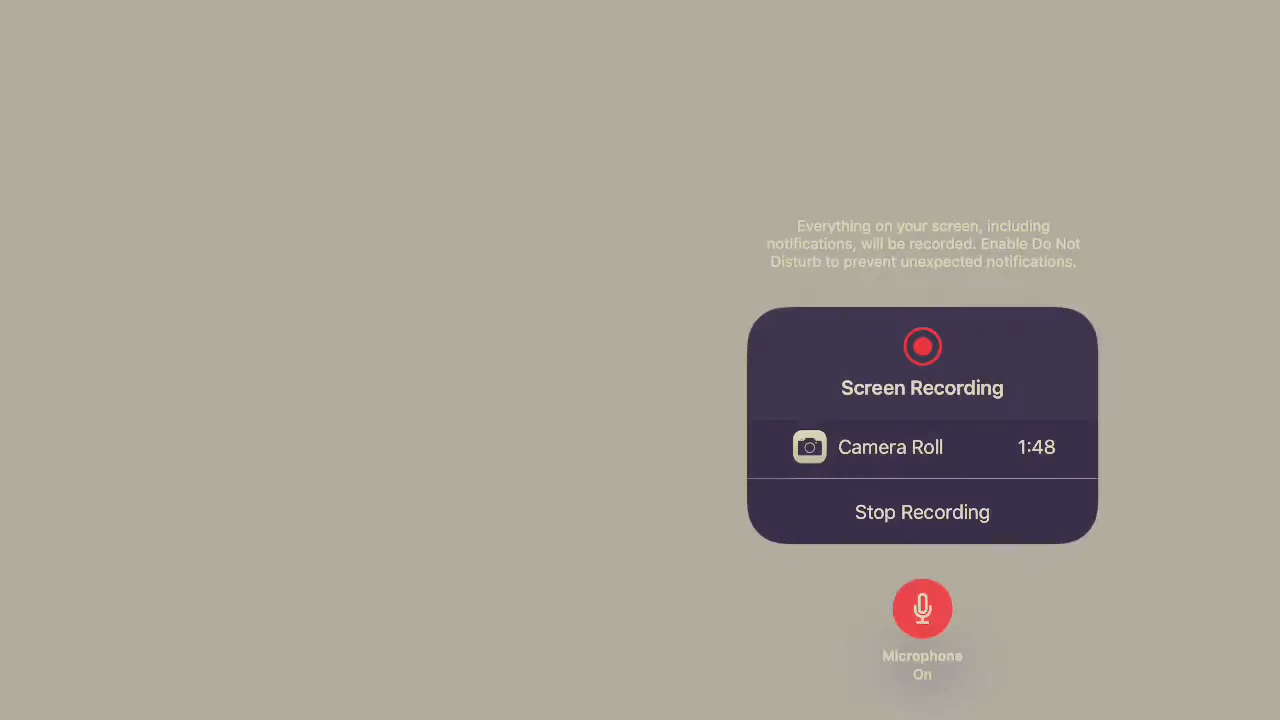 Everything on your screen, including
notifications, will be recorded. Enable Do Not
Disturb to prevent unexpected notifications.
Screen Recording
Camera Roll 1:48
Stop Recording
Microphone
On